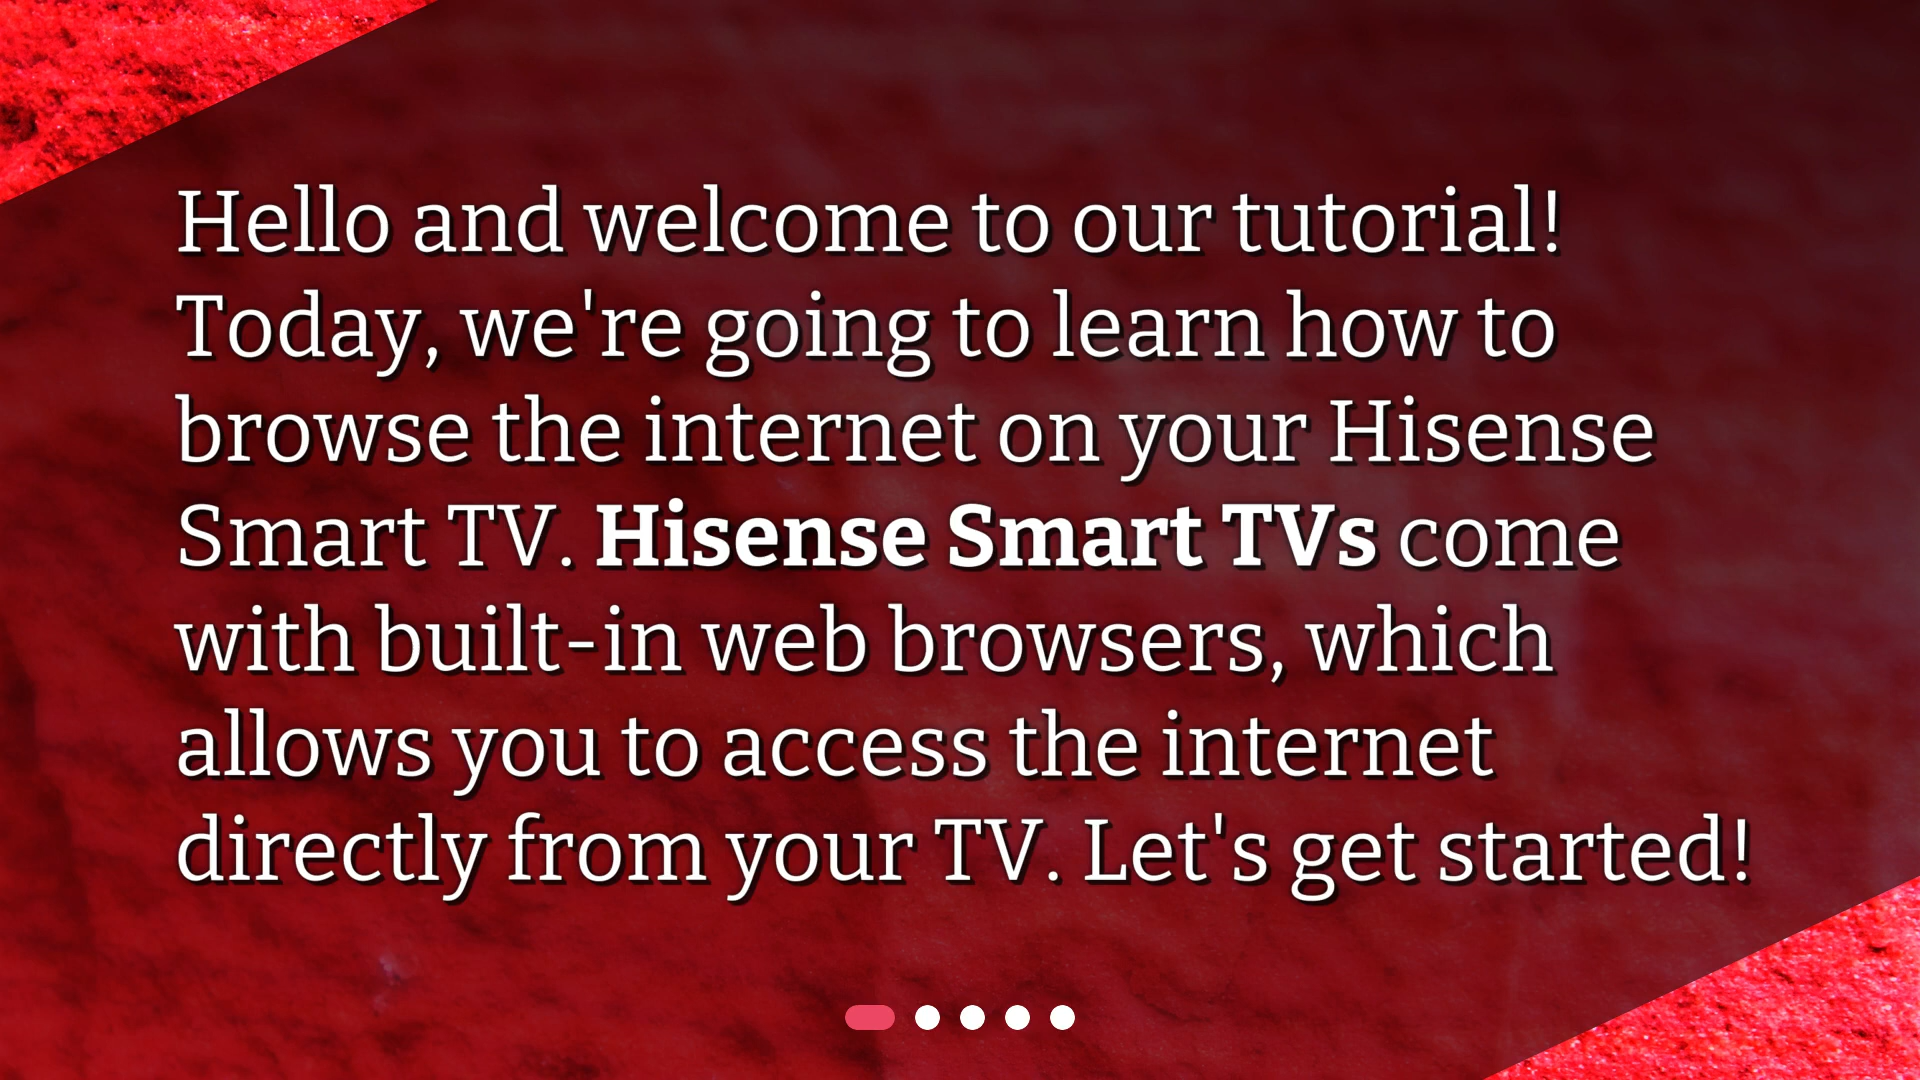 Hello and welcome to our tutorial!
Today, we're going to learn how to
browse the internet on your Hisense
Smart TV. Hisense Smart TVs come
with built-in web browsers, which
allows you to access the internet
directly from your TV. Let's get started!